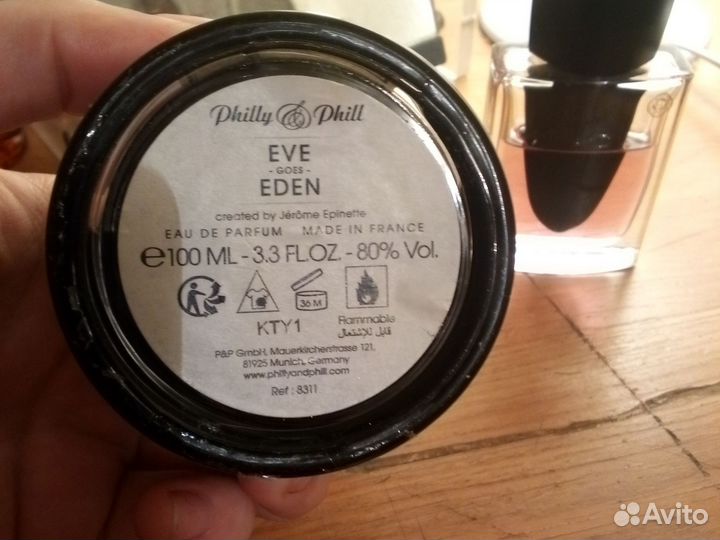 Philly & Phill
EVE
- GOES -
EDEN
created by Jérôme Epinette
EAU DE PARFUM MADE IN FRANCE
e100 ML - 3.3 FL.OZ. - 80% Vol.
36 M
KTY1
Flammable
قابل للاشتعال
P&P GmbH, Mauerkircherstrasse 121,
81925 Munich, Germany
www.phillyandphill.com
Ref : 8311
Avito